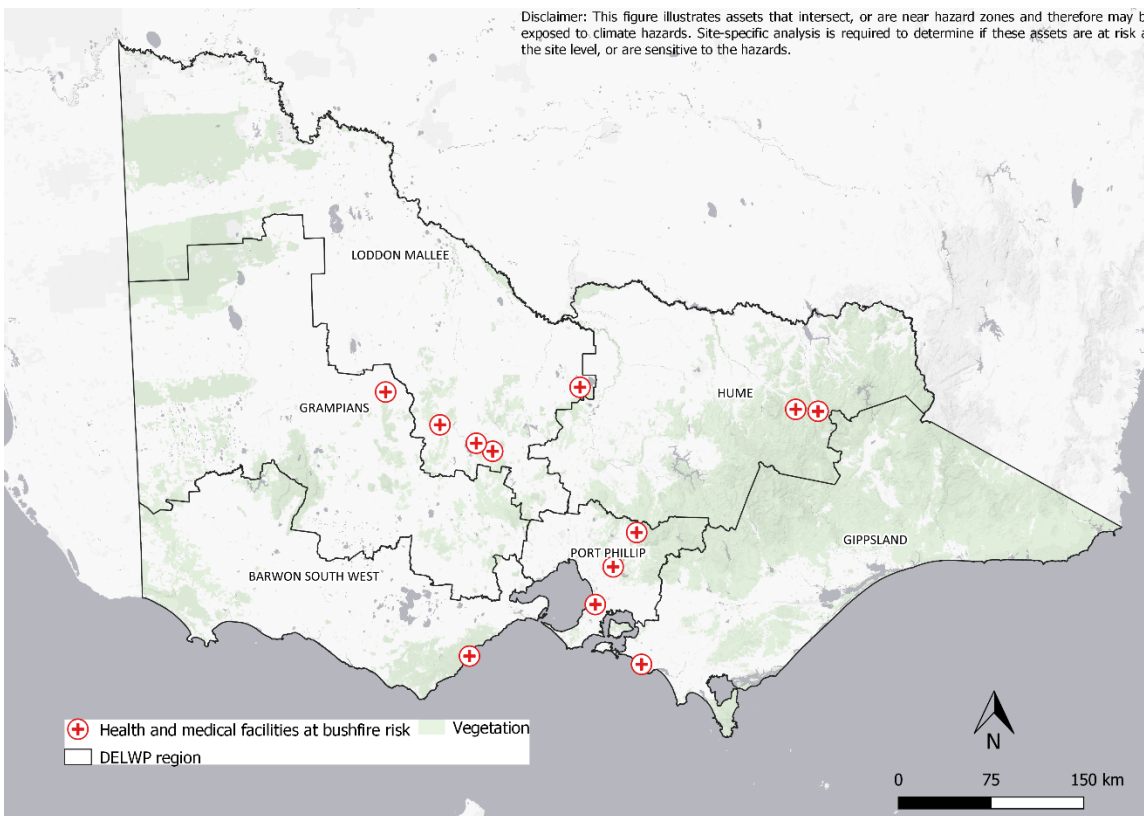 Disclaimer: This figure illustrates assets that intersect, or are near hazard zones and therefore may
exposed to climate hazards. Site-specific analysis is required to determine if these assets are at risk
the site level, or are sensitive to the hazards.
LODDON MALLEE
GRAMPIANS
HUME
PORT PHILLIP
GIPPSLAND
BARWON SOUTH WEST
Health and medical facilities at bushfire risk
Vegetation
DELWP region
N
0 75 150 km